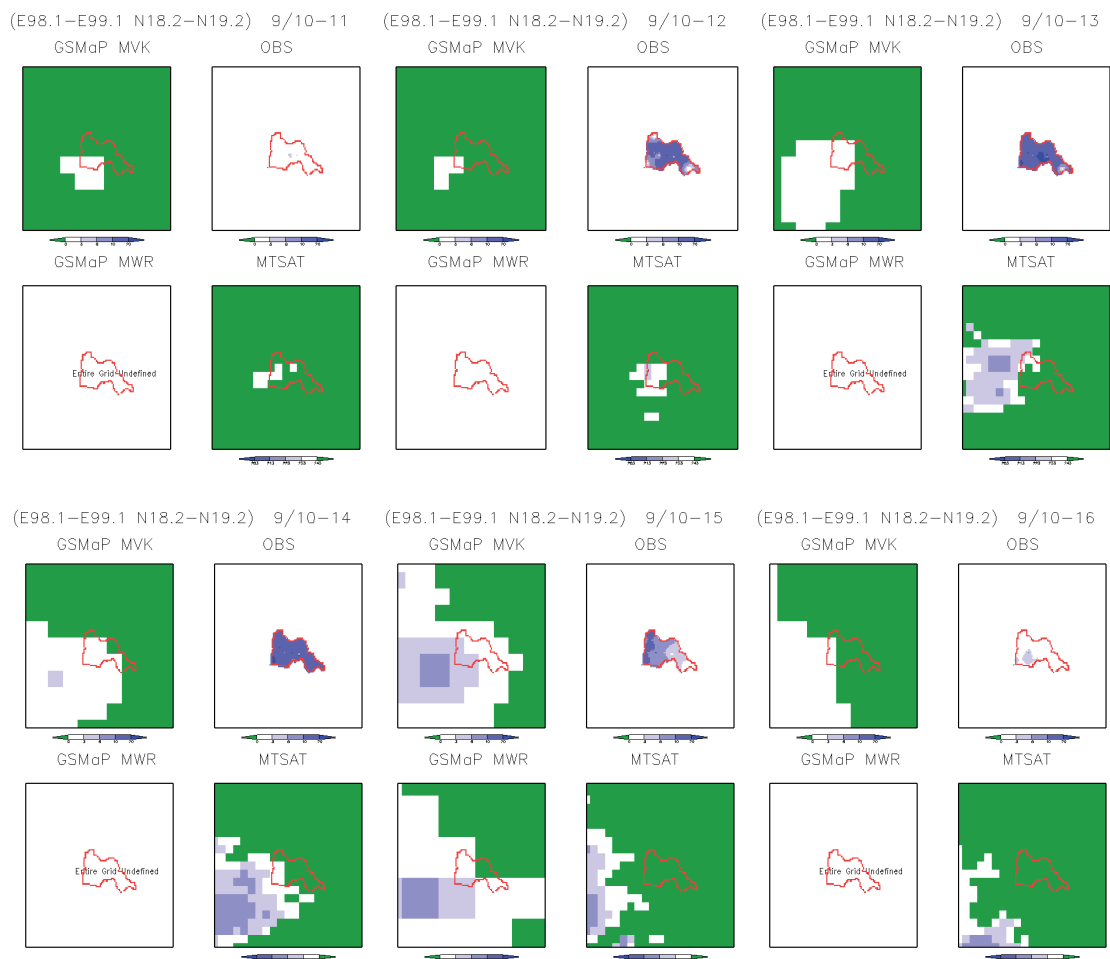 (E98.1−E99.1 N18.2−N19.2) 9/10−11
GSMaP MVK OBS
GSMaP MWR MTSAT
Entire Grid Undefined
(E98.1−E99.1 N18.2−N19.2) 9/10−12
GSMaP MVK OBS
GSMaP MWR MTSAT
(E98.1−E99.1 N18.2−N19.2) 9/10−13
GSMaP MVK OBS
GSMaP MWR MTSAT
Entire Grid Undefined
(E98.1−E99.1 N18.2−N19.2) 9/10−14
GSMaP MVK OBS
GSMaP MWR MTSAT
Entire Grid Undefined
(E98.1−E99.1 N18.2−N19.2) 9/10−15
GSMaP MVK OBS
GSMaP MWR MTSAT
(E98.1−E99.1 N18.2−N19.2) 9/10−16
GSMaP MVK OBS
GSMaP MWR MTSAT
Entire Grid Undefined